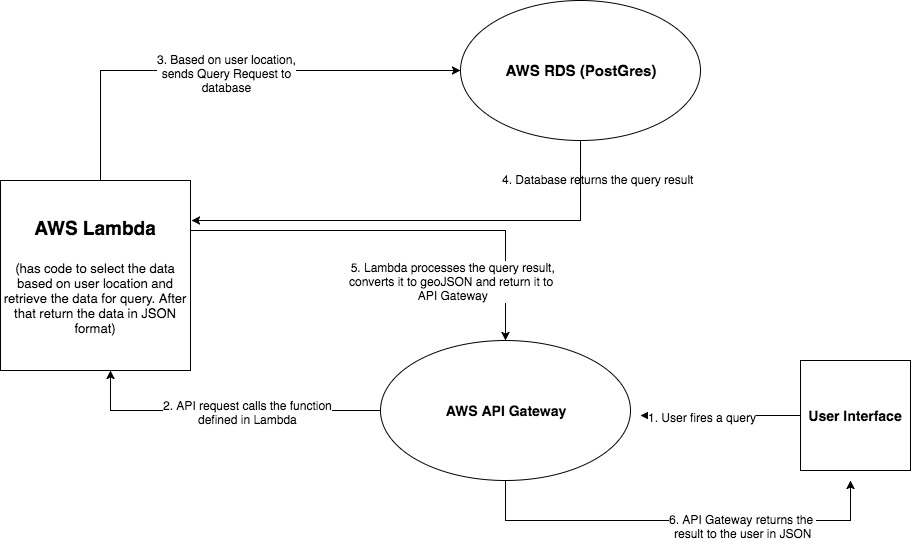 3. Based on user location,
sends Query Request to
database
AWS RDS (PostGres)
4. Database returns the query result
AWS Lambda
(has code to select the data
based on user location and
retrieve the data for query. After
that return the data in JSON
format)
5. Lambda processes the query result,
converts it to geoJSON and return it to
API Gateway
2. API request calls the function
defined in Lambda
AWS API Gateway
1. User fires a query
User Interface
6. API Gateway returns the
result to the user in JSON